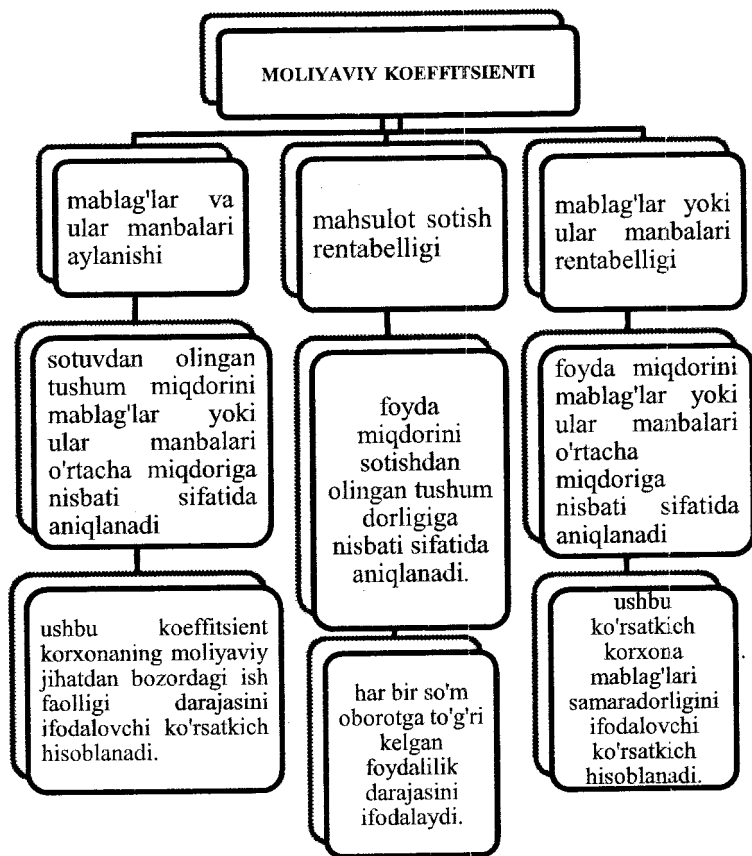 MOLIYAVIY KOEFFITSIENTI
mablag'lar va
ular manbalari
aylanishi
sotuvdan olingan
tushum miqdorini
mablag'lar yoki
ular manbalari
o'rtacha miqdoriga
nisbati sifatida
aniqlanadi
ushbu koeffitsient
korxonaning moliyaviy
jihatdan bozordagi ish
faolligi darajasini
ifodalovchi ko'rsatkich
hisoblanadi.
mahsulot sotish
rentabelligi
foyda
miqdorini
sotishdan
olingan tushum
dorligiga
nisbati sifatida
aniqlanadi.
har bir so'm
oborotga to'g'ri
kelgan
foydalilik
darajasini
ifodalaydi.
mablag'lar yoki
ular manbalari
rentabelligi
foyda miqdorini
mablag'lar yoki
ular manbalari
o'rtacha
miqdoriga
nisbati sifatida
aniqlanadi
ushbu
ko'rsatkich
korxona
mablag'lari
samaradorligini
ifodalovchi
ko'rsatkich
hisoblanadi.